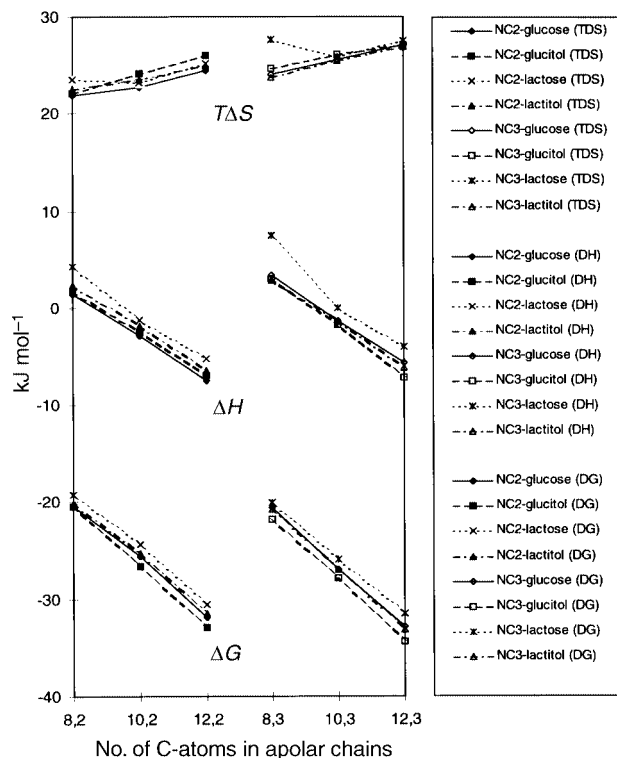 30
20
10
0
-10
-20
-30
-40
kJ mol⁻¹
TΔS
ΔH
ΔG
8,2 10,2 12,2 8,3 10,3 12,3
No. of C-atoms in apolar chains
NC2-glucose (TDS)
NC2-glucitol (TDS)
NC2-lactose (TDS)
NC2-lactitol (TDS)
NC3-glucose (TDS)
NC3-glucitol (TDS)
NC3-lactose (TDS)
NC3-lactitol (TDS)
NC2-glucose (DH)
NC2-glucitol (DH)
NC2-lactose (DH)
NC2-lactitol (DH)
NC3-glucose (DH)
NC3-glucitol (DH)
NC3-lactose (DH)
NC3-lactitol (DH)
NC2-glucose (DG)
NC2-glucitol (DG)
NC2-lactose (DG)
NC2-lactitol (DG)
NC3-glucose (DG)
NC3-glucitol (DG)
NC3-lactose (DG)
NC3-lactitol (DG)